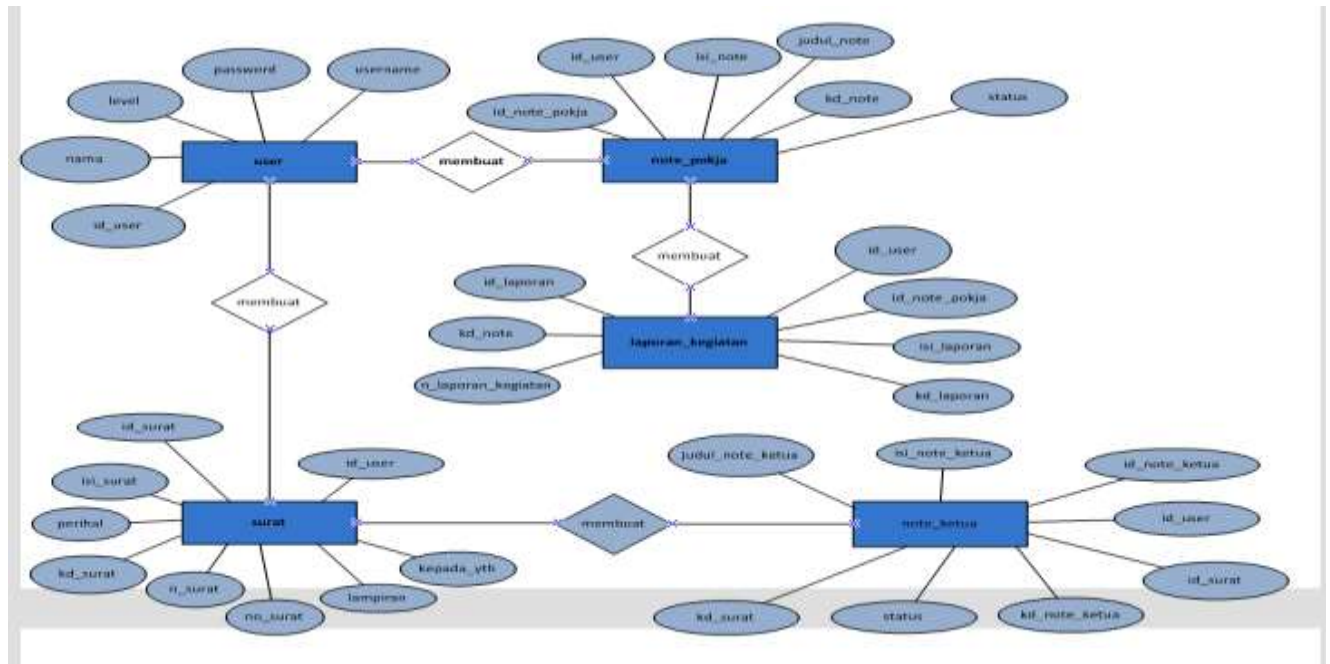 judul_note
id_user
isi_note
password
username
level
id_note_pokja
kd_note
status
nama
user
membuat
note_pokja
id_user
membuat
id_user
id_laporan
membuat
id_note_pokja
kd_note
laporan_kegiatan
isi_laporan
n_laporan_kegiatan
kd_laporan
id_surat
id_user
judul_note_ketua
isi_note_ketua
id_note_ketua
isi_surat
perihal
surat
membuat
note_ketua
id_user
kd_surat
n_surat
kepada_yth
id_surat
no_surat
lampiran
kd_surat
status
kd_note_ketua